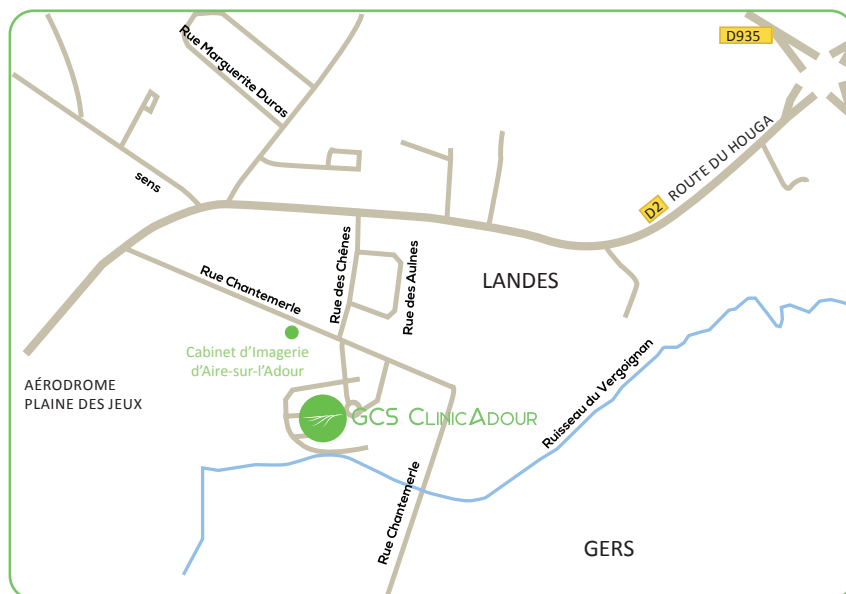 D935
Rue Marguerite Duras
ROUTE DU HOUGA
D2
sens
Rue des Chênes
Rue des Aulnes
Rue Chantemerle
LANDES
Cabinet d'Imagerie
d'Aire-sur-l'Adour
AÉRODROME
PLAINE DES JEUX
Ruisseau du Vergoignan
GCS CLINICADOUR
Rue Chantemerle
GERS